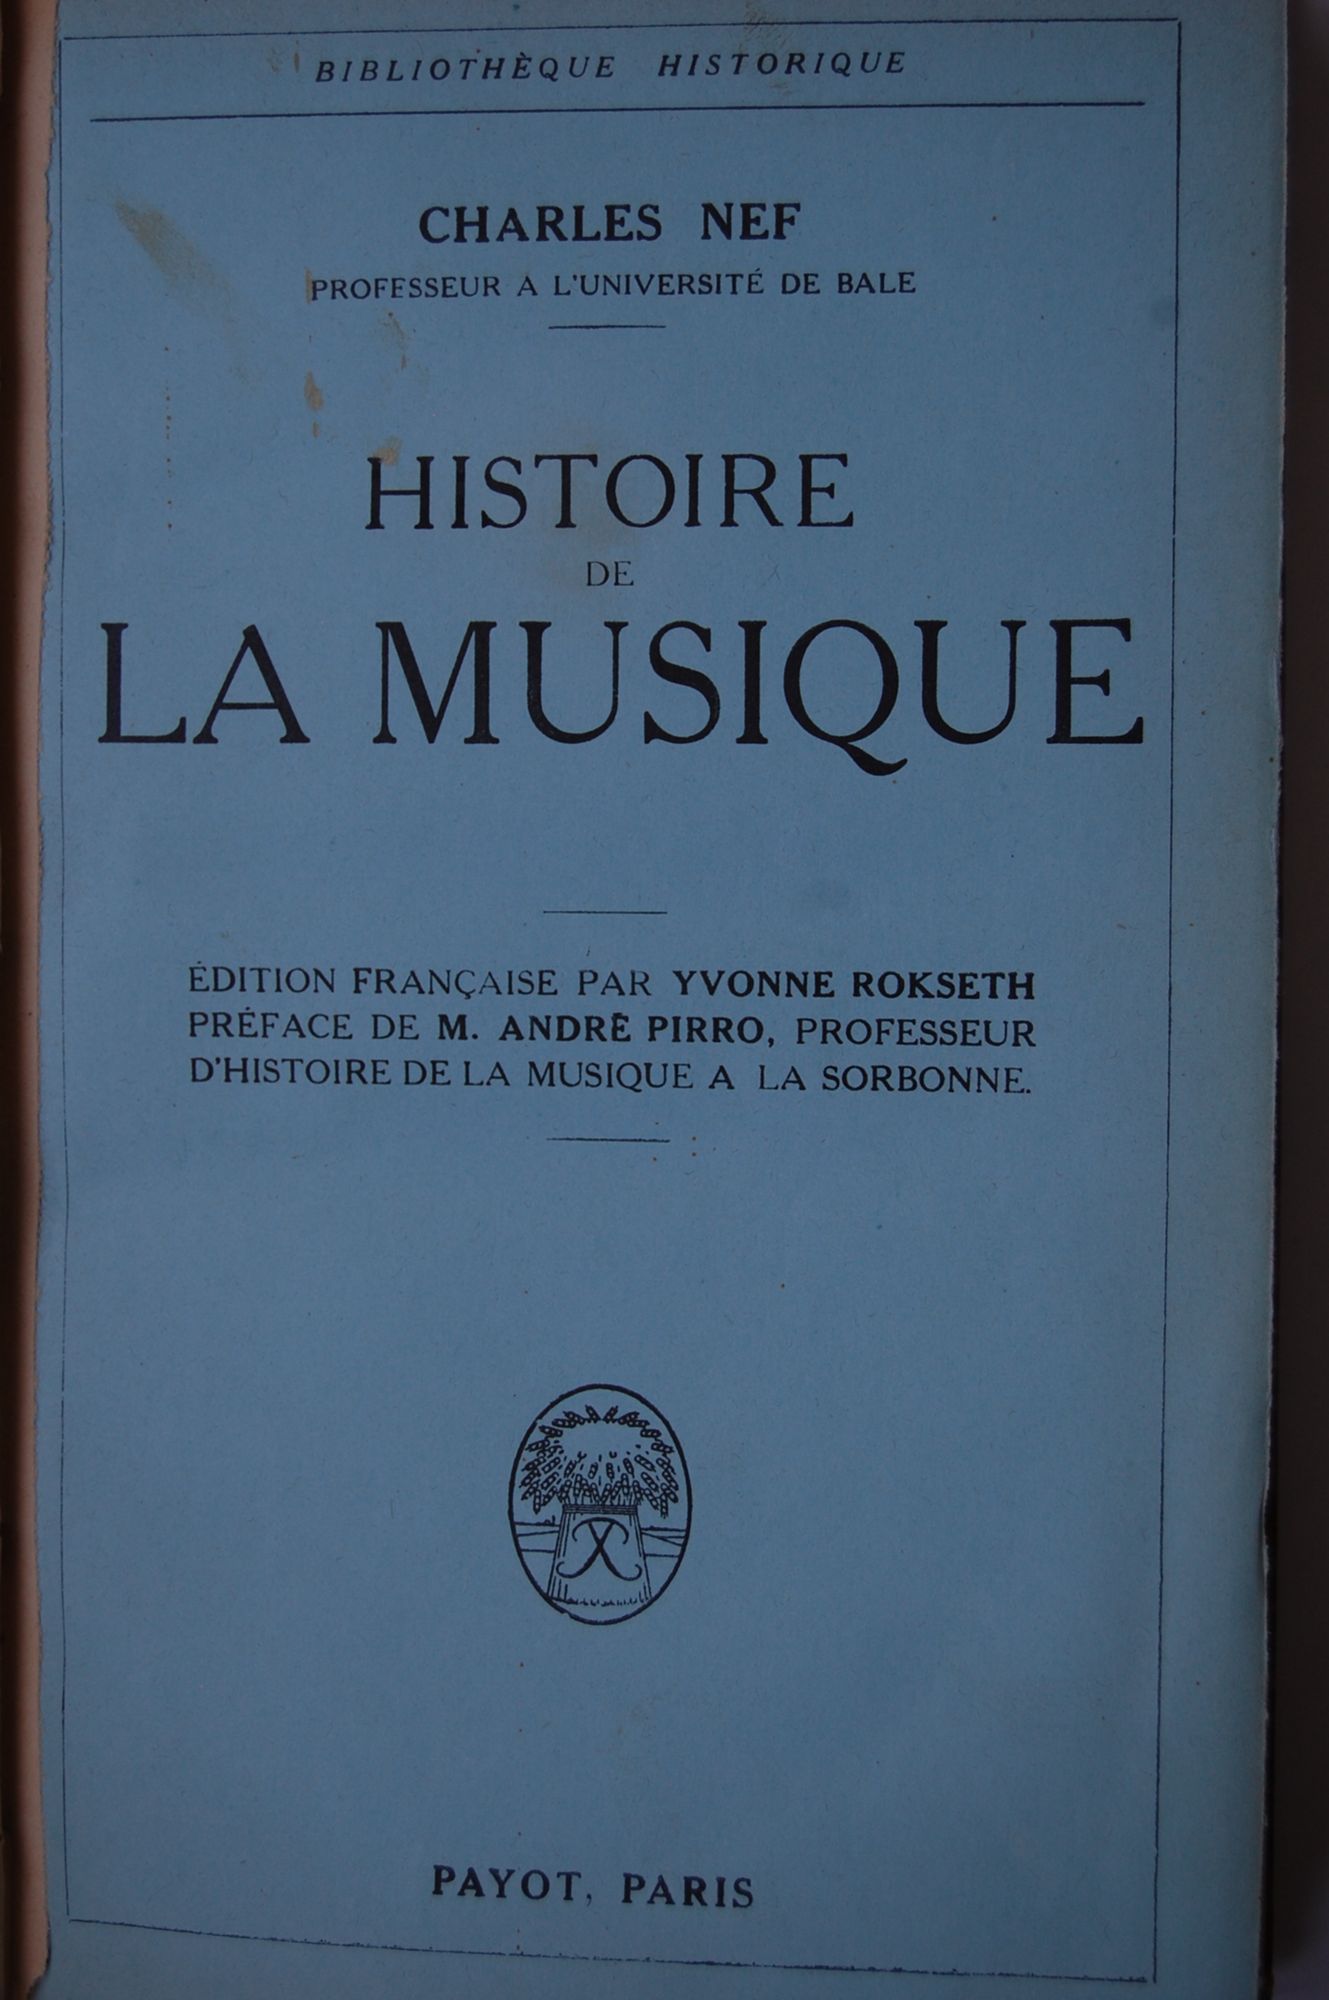 BIBLIOTHÈQUE HISTORIQUE
CHARLES NEF
PROFESSEUR A L'UNIVERSITÉ DE BALE
HISTOIRE
DE
LA MUSIQUE
ÉDITION FRANÇAISE PAR YVONNE ROKSETH
PRÉFACE DE M. ANDRÉ PIRRO, PROFESSEUR
D'HISTOIRE DE LA MUSIQUE A LA SORBONNE.
PAYOT, PARIS